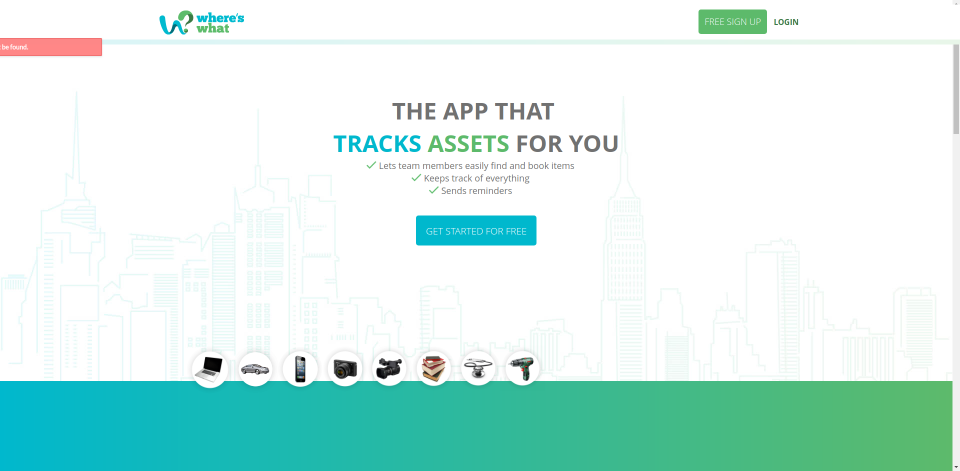 where's
what
FREE SIGN UP
LOGIN
be found.
THE APP THAT
TRACKS ASSETS FOR YOU
Lets team members easily find and book items
Keeps track of everything
Sends reminders
GET STARTED FOR FREE